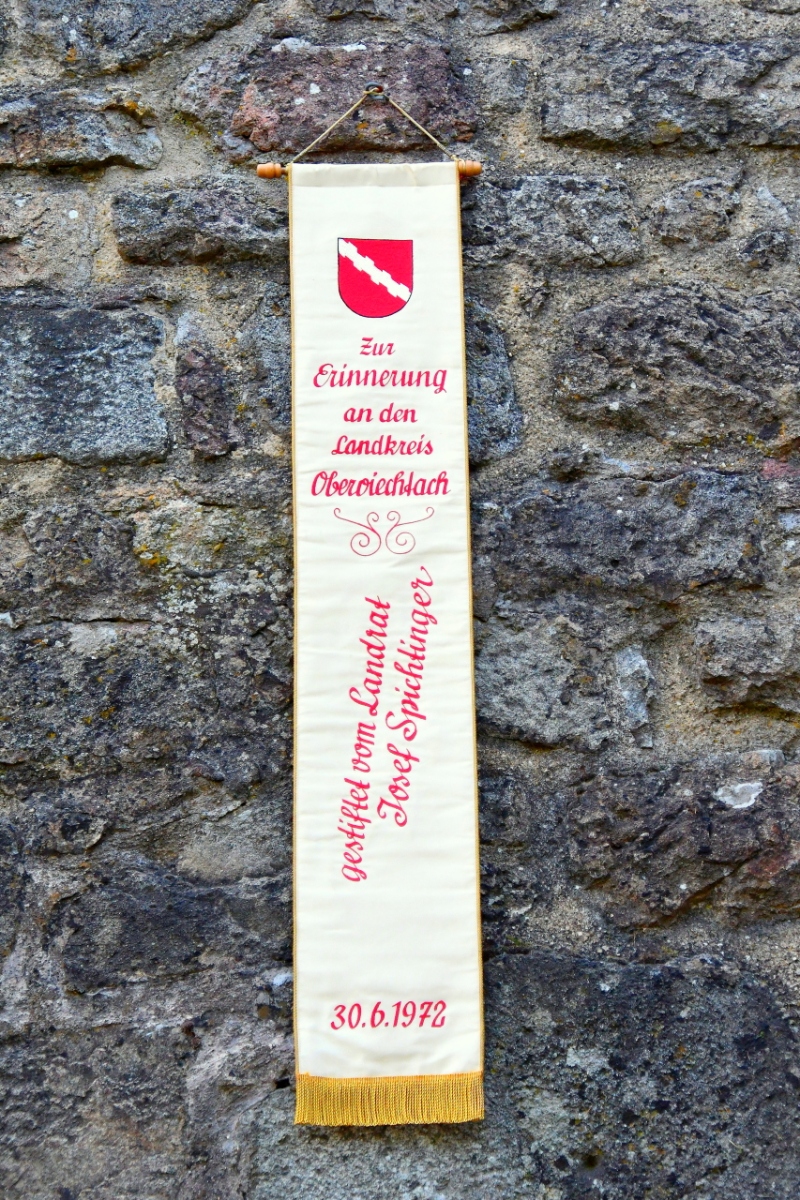 Zur
Erinnerung
an den
Landkreis
Oberviechtach
gestiftet vom Landrat
Josef Spichtinger
30.6.1972